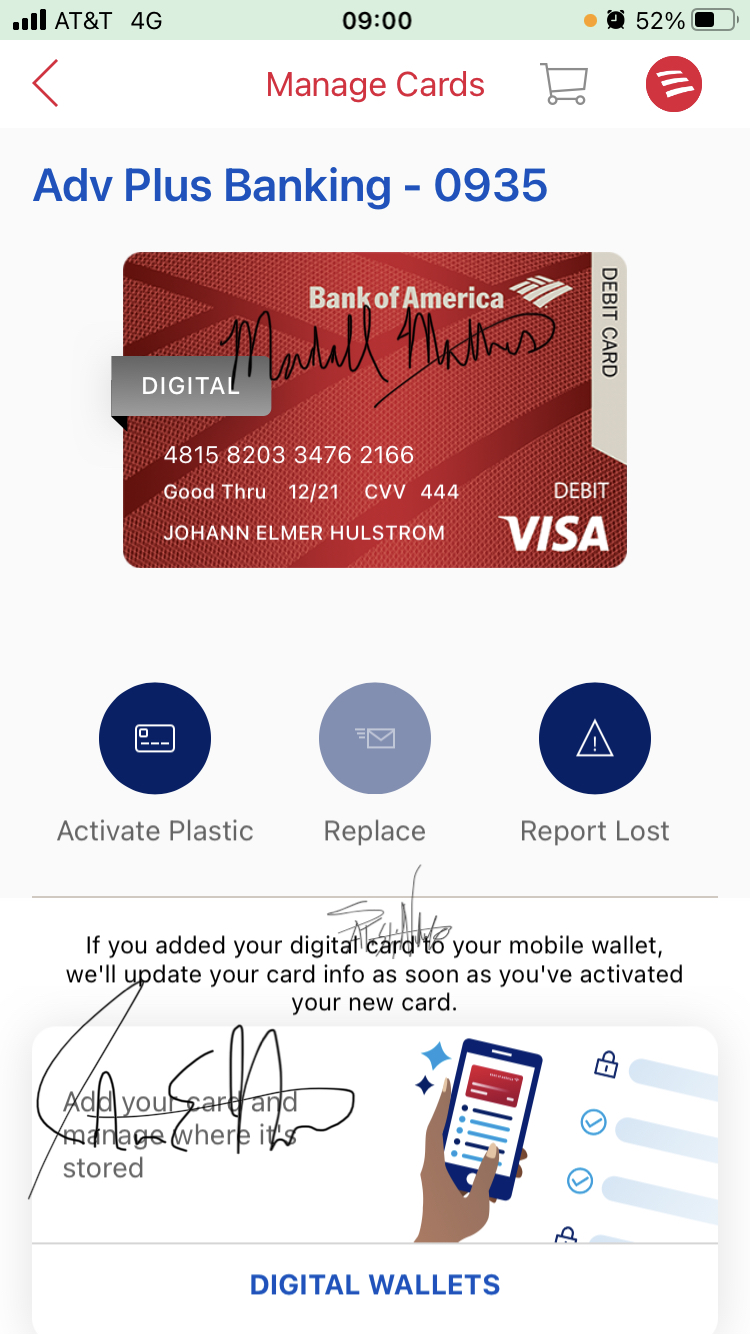 AT&T 4G 09:00 52%
Manage Cards
Adv Plus Banking - 0935
Bank of America
DEBIT CARD
DIGITAL
4815 8203 3476 2166
Good Thru 12/21 CVV 444
DEBIT
JOHANN ELMER HULSTROM
VISA
Activate Plastic Replace Report Lost
If you added your digital card to your mobile wallet,
we'll update your card info as soon as you've activated
your new card.
Add your card and
manage where it's
stored
DIGITAL WALLETS